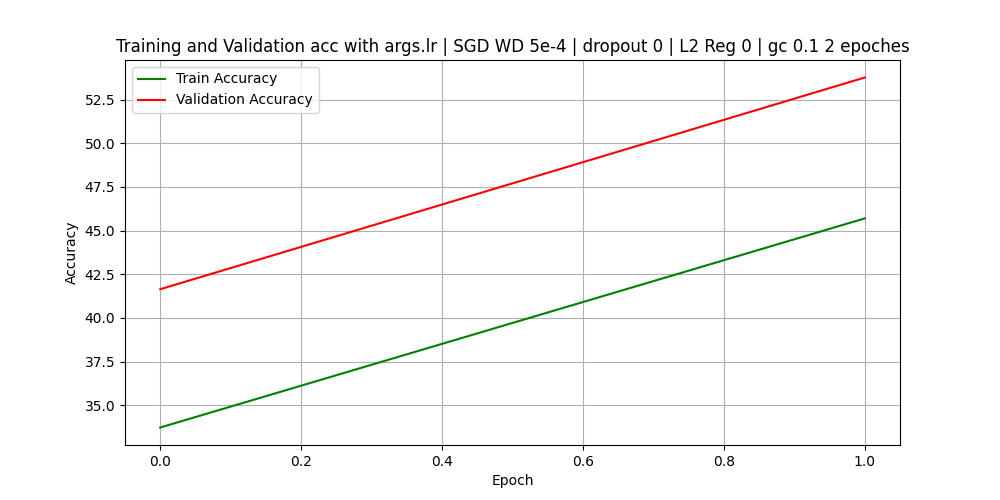 Training and Validation acc with args.lr | SGD WD 5e-4 | dropout 0 | L2 Reg 0 | gc 0.1 2 epoches
Train Accuracy
Validation Accuracy
Accuracy
52.5
50.0
47.5
45.0
42.5
40.0
37.5
35.0
0.0 0.2 0.4 0.6 0.8 1.0
Epoch